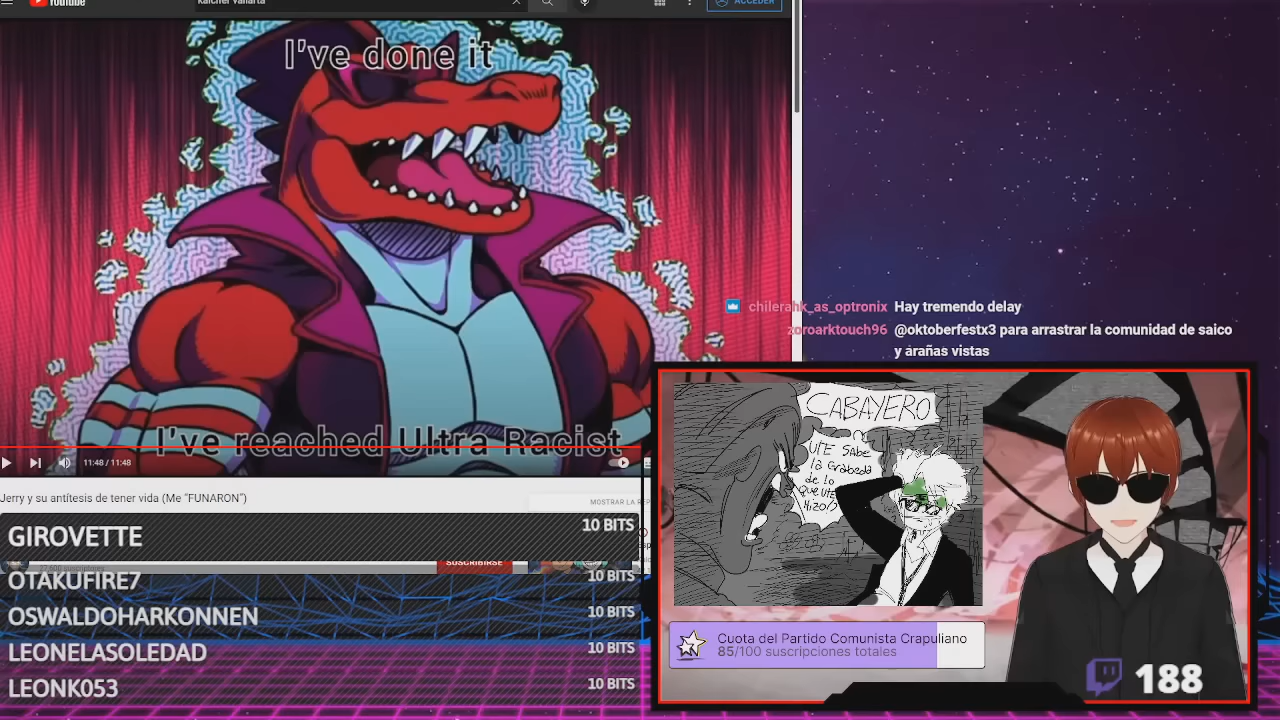 YouTube
Kaicher Vallarta
ACCEDER
I've done it
I've reached Ultra Racist
11:48 / 11:48
Jerry y su antítesis de tener vida (Me "FUNARON")
MOSTRAR LA REP
SUSCRIBIRSE
GIROVETTE 10 BITS
OTAKUFIRE7 10 BITS
OSWALDOHARKONNEN 10 BITS
LEONELASOLEDAD 10 BITS
LEONK053 10 BITS
chilerahk_as_optronix Hay tremendo delay
zoroarktouch96 @oktoberfestx3 para arrastrar la comunidad de saico
y arañas vistas
CABAYERO
UTE SABE
de lo
QUE UTE
HiZO?
Cuota del Partido Comunista Crapuliano
85/100 suscripciones totales
188